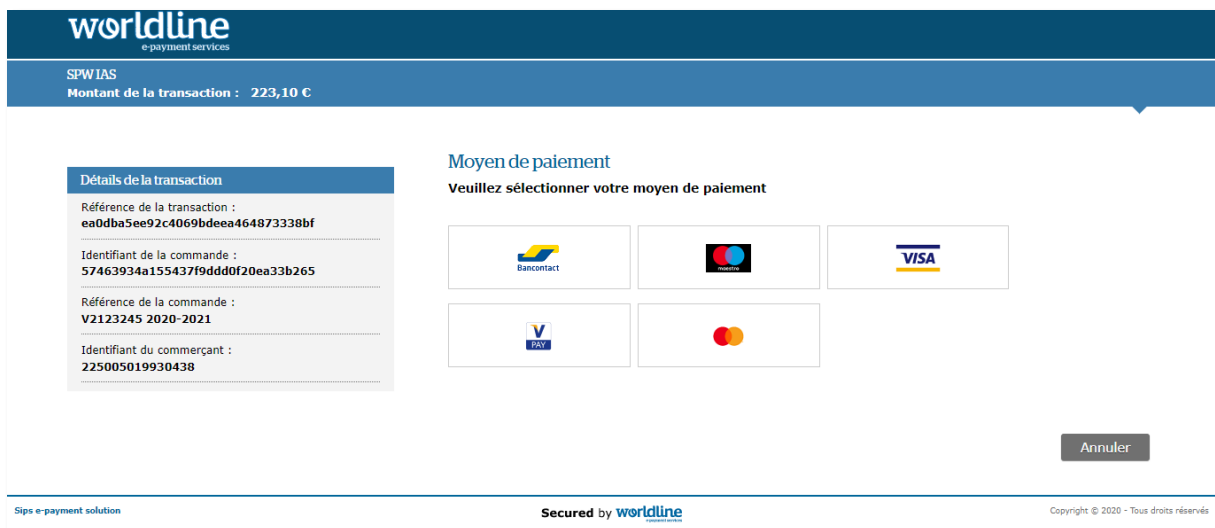 worldline
e-payment services
SPW IAS
Montant de la transaction : 223,10 €
Détails de la transaction
Référence de la transaction :
ea0dba5ee92c4069bdeea464873338bf
Identifiant de la commande :
57463934a155437f9ddd0f20ea33b265
Référence de la commande :
V2123245 2020-2021
Identifiant du commerçant :
225005019930438
Moyen de paiement
Veuillez sélectionner votre moyen de paiement
Bancontact
maestro
VISA
V
PAY
Annuler
Sips e-payment solution
Secured by worldline
e-payment services
Copyright © 2020 - Tous droits réservés